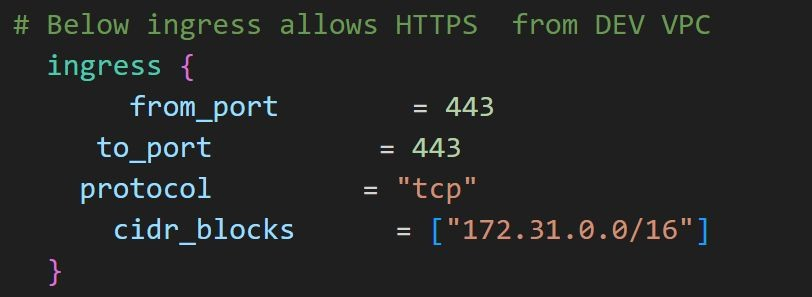 # Below ingress allows HTTPS  from DEV VPC
  ingress {
       from_port        = 443
     to_port          = 443
    protocol         = "tcp"
      cidr_blocks      = ["172.31.0.0/16"]
  }